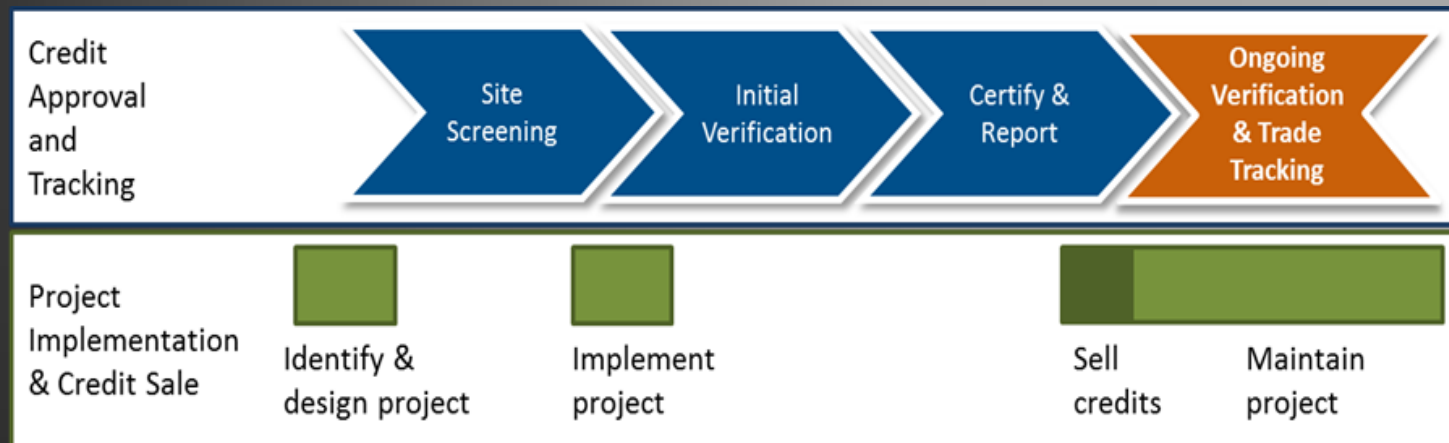 Credit
Approval
and
Tracking
Site
Screening
Initial
Verification
Certify &
Report
Ongoing
Verification
& Trade
Tracking
Project
Implementation
& Credit Sale
Identify &
design project
Implement
project
Sell
credits
Maintain
project